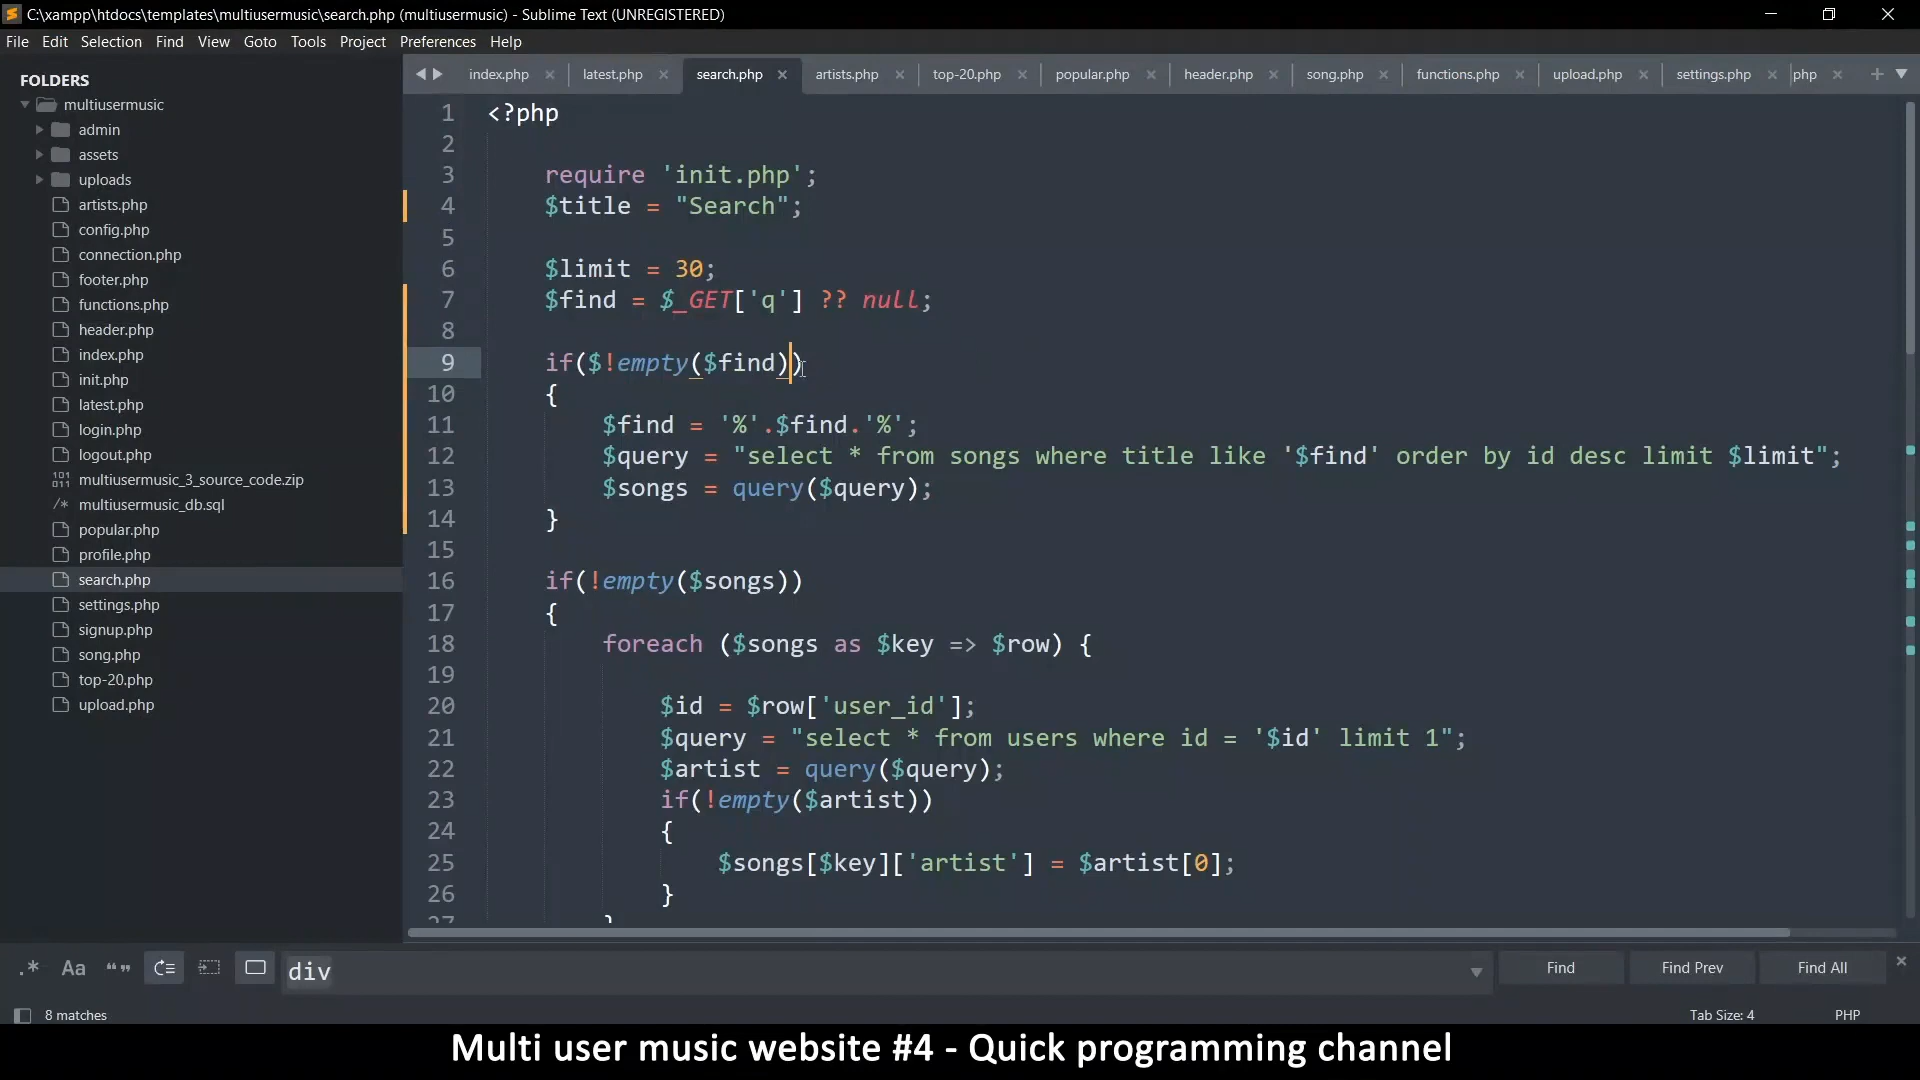 C:\xampp\htdocs\templates\multiusermusic\search.php (multiusermusic) - Sublime Text (UNREGISTERED)
File Edit Selection Find View Goto Tools Project Preferences Help
FOLDERS
multiusermusic
admin
assets
uploads
artists.php
config.php
connection.php
footer.php
functions.php
header.php
index.php
init.php
latest.php
login.php
logout.php
multiusermusic_3_source_code.zip
multiusermusic_db.sql
popular.php
profile.php
search.php
settings.php
signup.php
song.php
top-20.php
upload.php
index.php latest.php search.php artists.php top-20.php popular.php header.php song.php functions.php upload.php settings.php php
1 <?php
2
3 require 'init.php';
4 $title = "Search";
5
6 $limit = 30;
7 $find = $_GET['q'] ?? null;
8
9 if($!empty($find))
10 {
11 $find = '%'.$find.'%';
12 $query = "select * from songs where title like '$find' order by id desc limit $limit";
13 $songs = query($query);
14 }
15
16 if(!empty($songs))
17 {
18 foreach ($songs as $key => $row) {
19
20 $id = $row['user_id'];
21 $query = "select * from users where id = '$id' limit 1";
22 $artist = query($query);
23 if(!empty($artist))
24 {
25 $songs[$key]['artist'] = $artist[0];
26 }
27 }
.* Aa div Find Find Prev Find All
8 matches Tab Size: 4 PHP
Multi user music website #4 - Quick programming channel